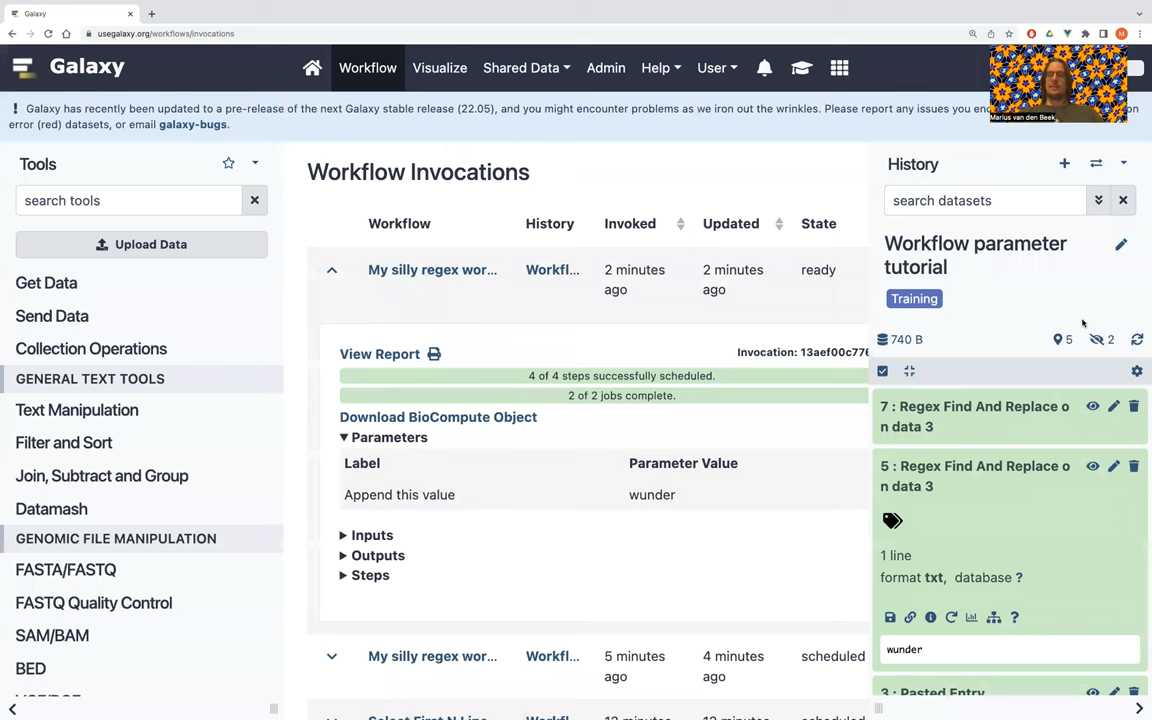 Galaxy
usegalaxy.org/workflows/invocations
M
Galaxy
Workflow Visualize Shared Data Admin Help User
Marius van den Beek
! Galaxy has recently been updated to a pre-release of the next Galaxy stable release (22.05), and you might encounter problems as we iron out the wrinkles. Please report any issues you en
error (red) datasets, or email galaxy-bugs.
Tools
search tools
Upload Data
Get Data
Send Data
Collection Operations
GENERAL TEXT TOOLS
Text Manipulation
Filter and Sort
Join, Subtract and Group
Datamash
GENOMIC FILE MANIPULATION
FASTA/FASTQ
FASTQ Quality Control
SAM/BAM
BED
Workflow Invocations
Workflow History Invoked Updated State
My silly regex wor... Workfl... 2 minutes ago 2 minutes ago ready
View Report Invocation: 13aef00c776
4 of 4 steps successfully scheduled.
2 of 2 jobs complete.
Download BioCompute Object
Parameters
Label Parameter Value
Append this value wunder
Inputs
Outputs
Steps
My silly regex wor... Workfl... 5 minutes ago 4 minutes ago scheduled
History
search datasets
Workflow parameter
tutorial
Training
740 B 5 2
7 : Regex Find And Replace o
n data 3
5 : Regex Find And Replace o
n data 3
1 line
format txt, database ?
?
wunder
3 : Pasted Entry